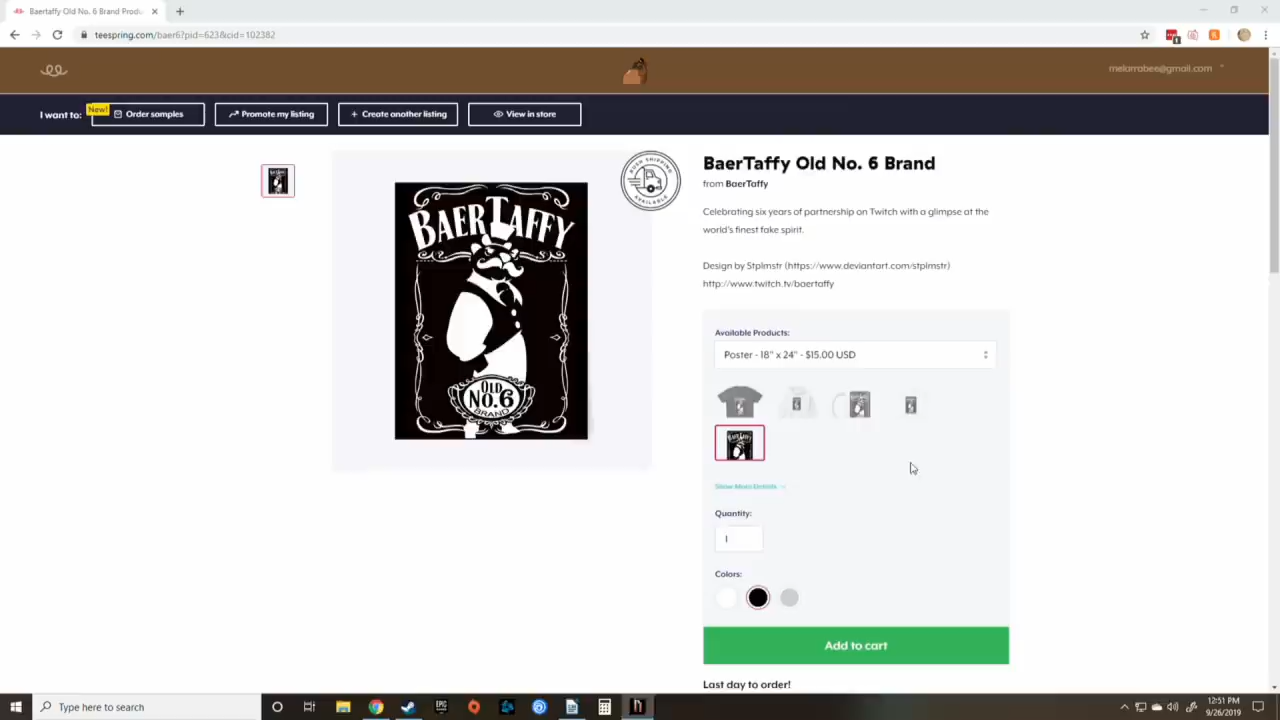 Baertaffy Old No. 6 Brand Produ
teespring.com/baer6?pid=623&cid=102382
melarrabee@gmail.com
I want to:
New!
Order samples
Promote my listing
+ Create another listing
View in store
RUSH SHIPPING
AVAILABLE
BaerTaffy Old No. 6 Brand
from BaerTaffy
Celebrating six years of partnership on Twitch with a glimpse at the
world's finest fake spirit.
Design by Stplmstr (https://www.deviantart.com/stplmstr)
http://www.twitch.tv/baertaffy
BAERTAFFY
OLD
NO.6
BRAND
Available Products:
Poster - 18" x 24" - $15.00 USD
Show More Details
Quantity:
1
Colors:
Add to cart
Last day to order!
Type here to search
EPIC
12:51 PM
9/26/2019